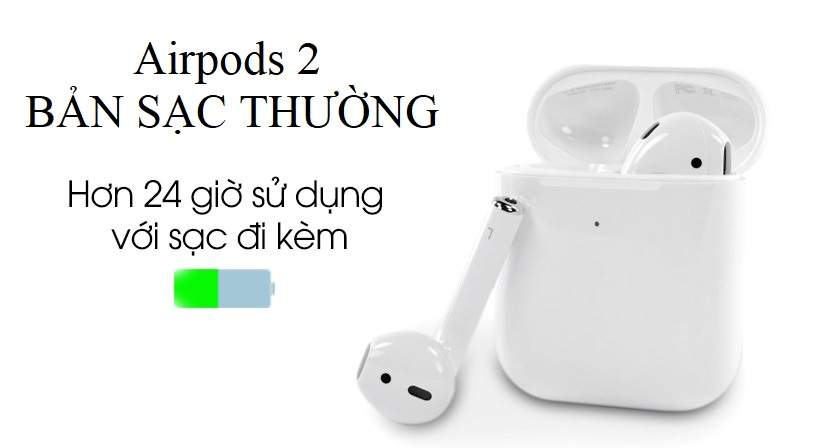 Airpods 2
BẢN SẠC THƯỜNG
Hơn 24 giờ sử dụng
với sạc đi kèm
L